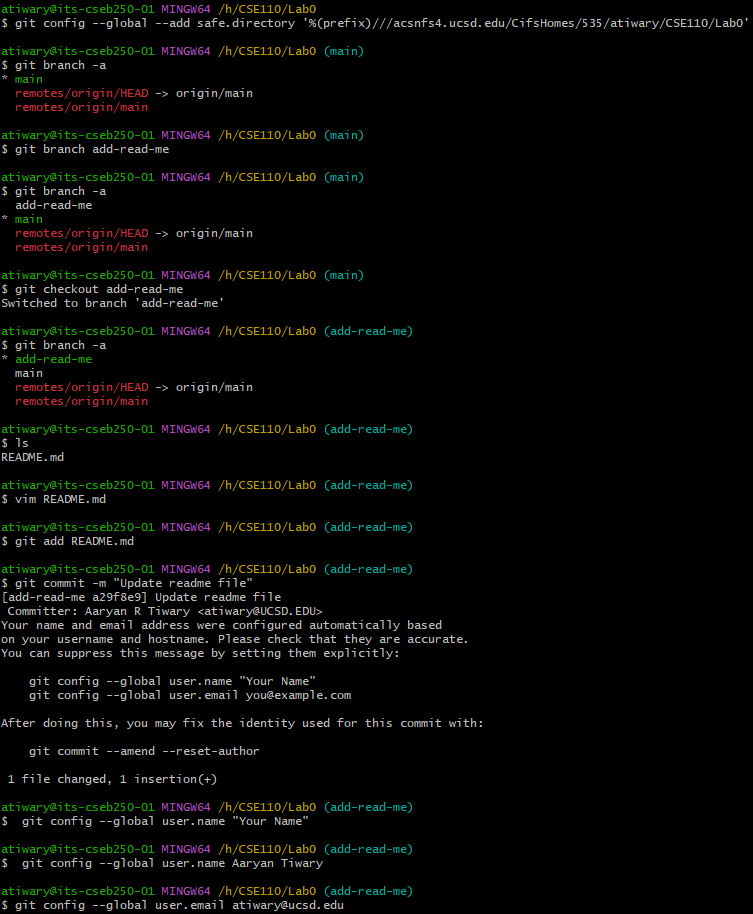 atiwary@its-cseb250-01 MINGW64 /h/CSE110/Lab0
$ git config --global --add safe.directory '%(prefix)///acsnfs4.ucsd.edu/CifsHomes/535/atiwary/CSE110/Lab0'
atiwary@its-cseb250-01 MINGW64 /h/CSE110/Lab0 (main)
$ git branch -a
* main
remotes/origin/HEAD -> origin/main
remotes/origin/main
atiwary@its-cseb250-01 MINGW64 /h/CSE110/Lab0 (main)
$ git branch add-read-me
atiwary@its-cseb250-01 MINGW64 /h/CSE110/Lab0 (main)
$ git branch -a
add-read-me
* main
remotes/origin/HEAD -> origin/main
remotes/origin/main
atiwary@its-cseb250-01 MINGW64 /h/CSE110/Lab0 (main)
$ git checkout add-read-me
Switched to branch 'add-read-me'
atiwary@its-cseb250-01 MINGW64 /h/CSE110/Lab0 (add-read-me)
$ git branch -a
* add-read-me
main
remotes/origin/HEAD -> origin/main
remotes/origin/main
atiwary@its-cseb250-01 MINGW64 /h/CSE110/Lab0 (add-read-me)
$ ls
README.md
atiwary@its-cseb250-01 MINGW64 /h/CSE110/Lab0 (add-read-me)
$ vim README.md
atiwary@its-cseb250-01 MINGW64 /h/CSE110/Lab0 (add-read-me)
$ git add README.md
atiwary@its-cseb250-01 MINGW64 /h/CSE110/Lab0 (add-read-me)
$ git commit -m "Update readme file"
[add-read-me a29f8e9] Update readme file
Committer: Aaryan R Tiwary <atiwary@UCSD.EDU>
Your name and email address were configured automatically based
on your username and hostname. Please check that they are accurate.
You can suppress this message by setting them explicitly:
git config --global user.name "Your Name"
git config --global user.email you@example.com
After doing this, you may fix the identity used for this commit with:
git commit --amend --reset-author
1 file changed, 1 insertion(+)
atiwary@its-cseb250-01 MINGW64 /h/CSE110/Lab0 (add-read-me)
$  git config --global user.name "Your Name"
atiwary@its-cseb250-01 MINGW64 /h/CSE110/Lab0 (add-read-me)
$  git config --global user.name Aaryan Tiwary
atiwary@its-cseb250-01 MINGW64 /h/CSE110/Lab0 (add-read-me)
$ git config --global user.email atiwary@ucsd.edu